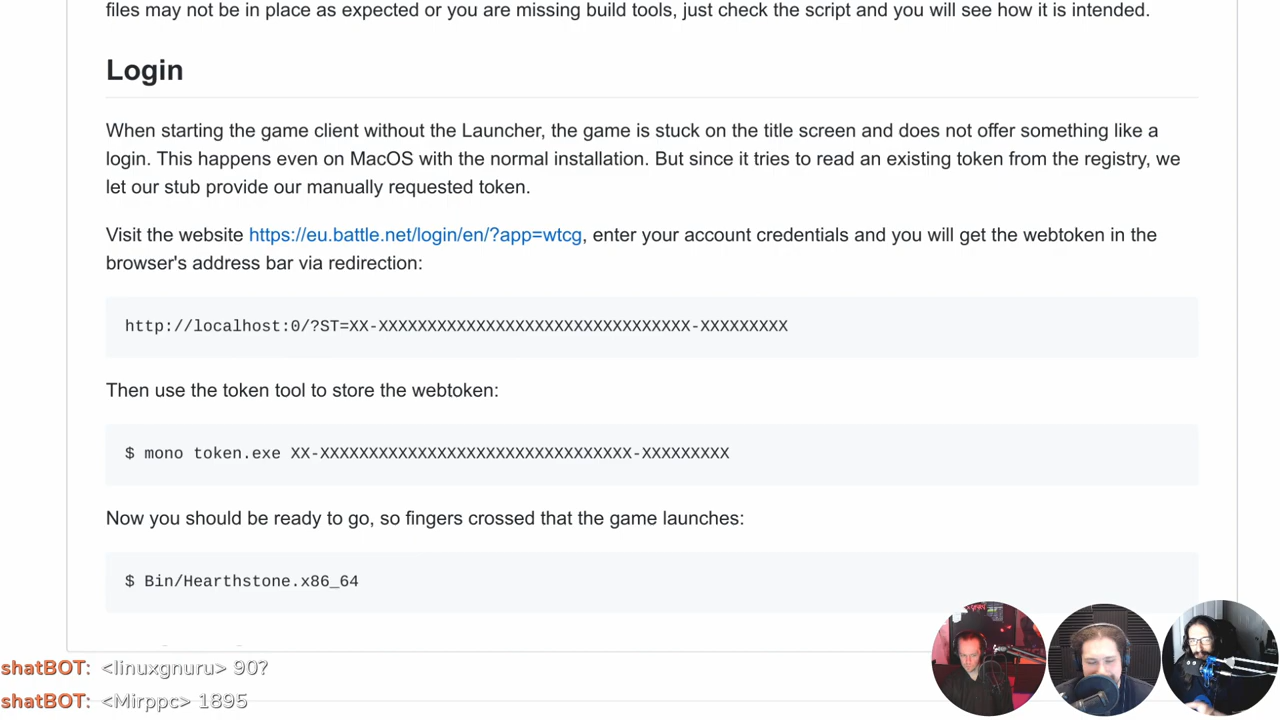 files may not be in place as expected or you are missing build tools, just check the script and you will see how it is intended.
Login
When starting the game client without the Launcher, the game is stuck on the title screen and does not offer something like a
login. This happens even on MacOS with the normal installation. But since it tries to read an existing token from the registry, we
let our stub provide our manually requested token.
Visit the website https://eu.battle.net/login/en/?app=wtcg, enter your account credentials and you will get the webtoken in the
browser's address bar via redirection:
http://localhost:0/?ST=XX-XXXXXXXXXXXXXXXXXXXXXXXXXXXXXXXX-XXXXXXXXX
Then use the token tool to store the webtoken:
$ mono token.exe XX-XXXXXXXXXXXXXXXXXXXXXXXXXXXXXXXX-XXXXXXXXX
Now you should be ready to go, so fingers crossed that the game launches:
$ Bin/Hearthstone.x86_64
shatBOT: <linuxgnuru> 90?
shatBOT: <Mirppc> 1895